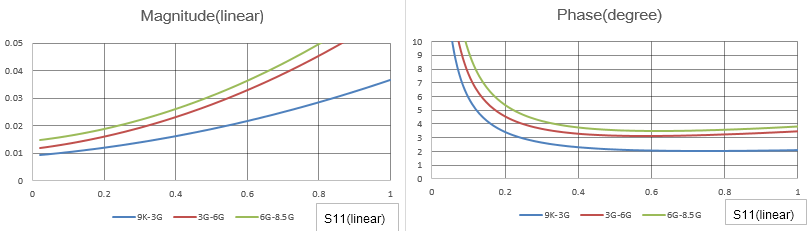 Magnitude(linear)
0.05
0.04
0.03
0.02
0.01
0
0 0.2 0.4 0.6 0.8 1
9K-3G 3G-6G 6G-8.5G
S11(linear)
Phase(degree)
10
9
8
7
6
5
4
3
2
1
0
0 0.2 0.4 0.6 0.8 1
9K-3G 3G-6G 6G-8.5G
S11(linear)